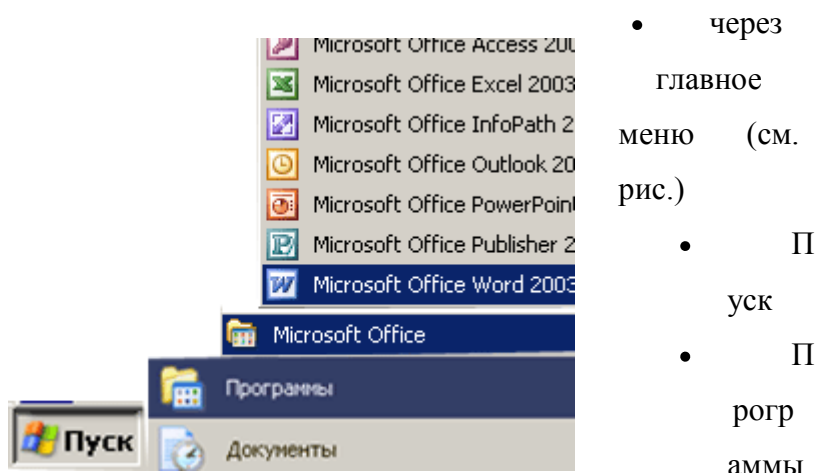 Microsoft Office Access 200
Microsoft Office Excel 2003
Microsoft Office InfoPath 2
Microsoft Office Outlook 20
Microsoft Office PowerPoint
Microsoft Office Publisher 2
Microsoft Office Word 2003
Microsoft Office
Программы
Пуск
Документы
• через
главное
меню (см.
рис.)
• П
уск
• П
рогр
аммы